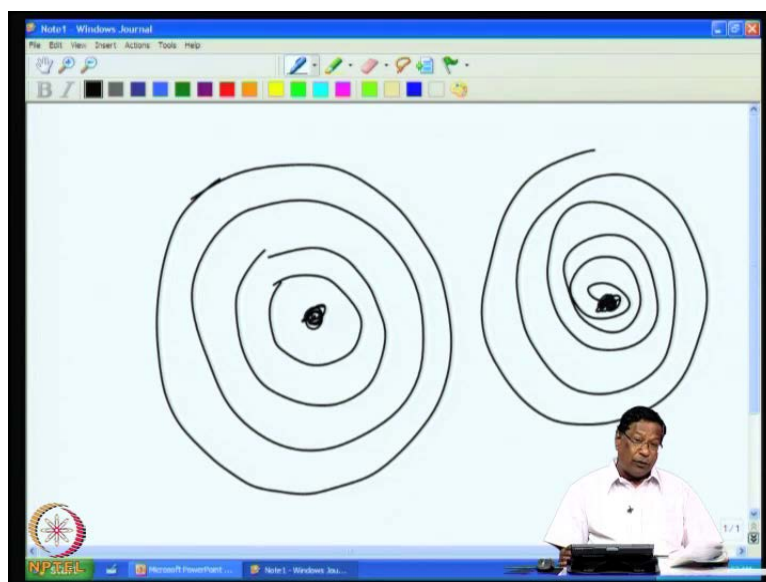 Note1 - Windows Journal
File Edit View Insert Actions Tools Help
B I
1/1
NPTEL
Microsoft PowerPoint ...
Note1 - Windows Jou...